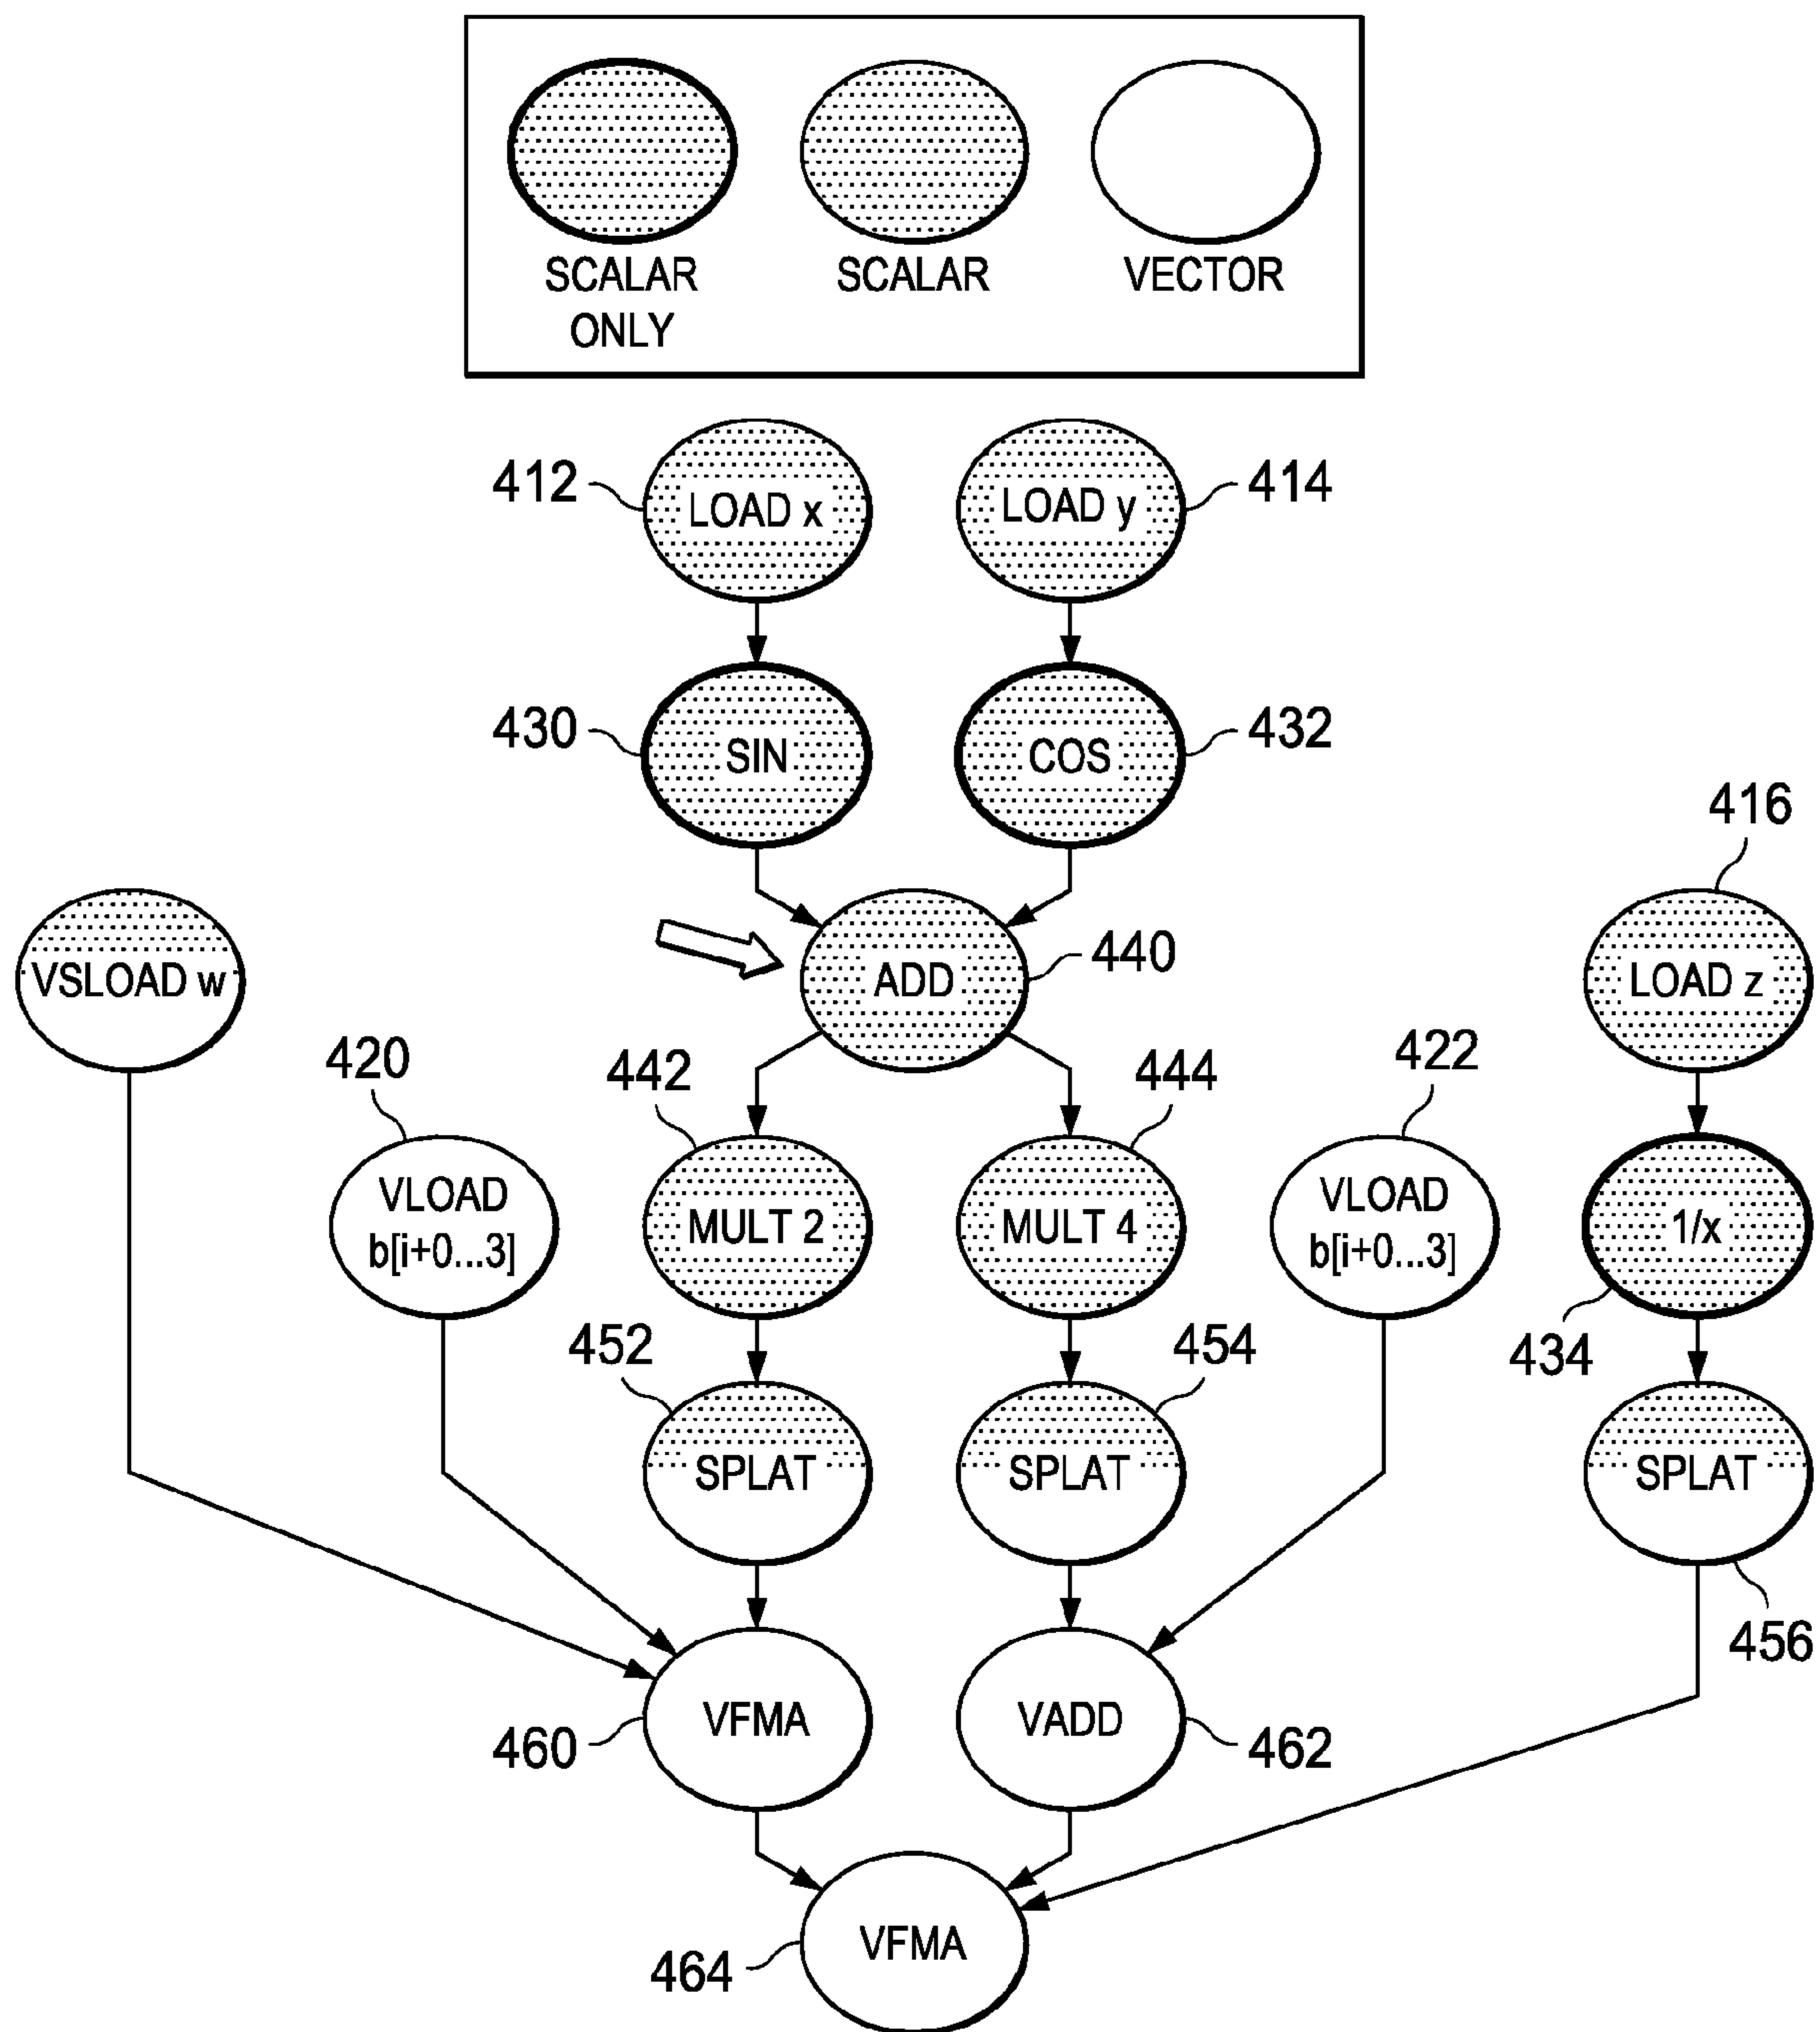 SCALAR
ONLY
SCALAR
VECTOR
412
LOAD x
LOAD y
414
430
SIN
COS
432
416
VSLOAD w
ADD
440
LOAD z
420
442
444
422
VLOAD
b[i+0...3]
MULT 2
MULT 4
VLOAD
b[i+0...3]
1/x
434
452
SPLAT
454
SPLAT
SPLAT
456
460
VFMA
VADD
462
464
VFMA